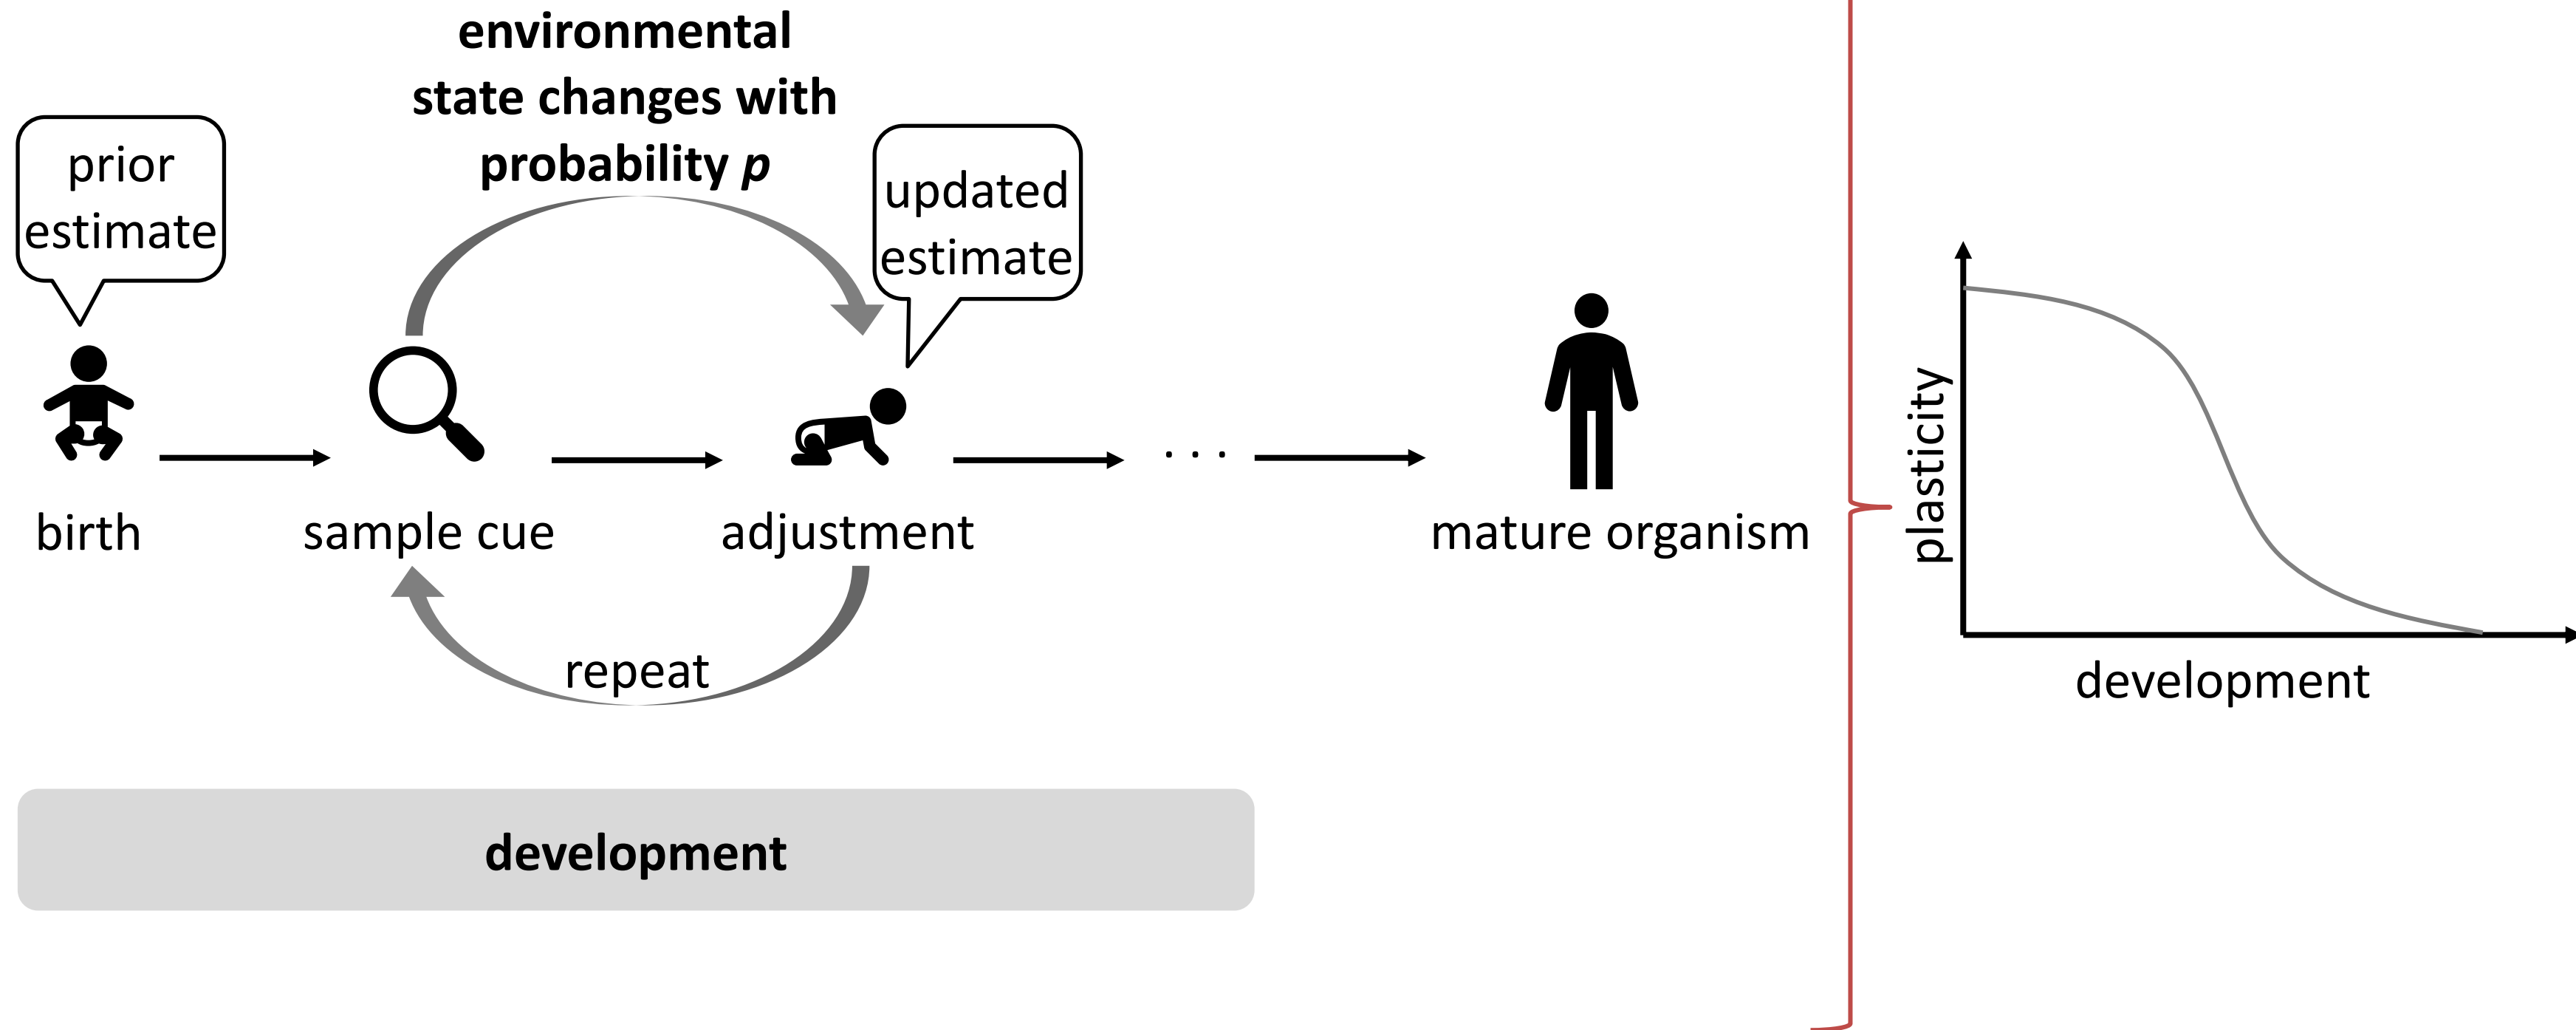 environmental
state changes with
probability p
prior
estimate
updated
estimate
birth
sample cue
adjustment
. . .
mature organism
repeat
development
plasticity
development